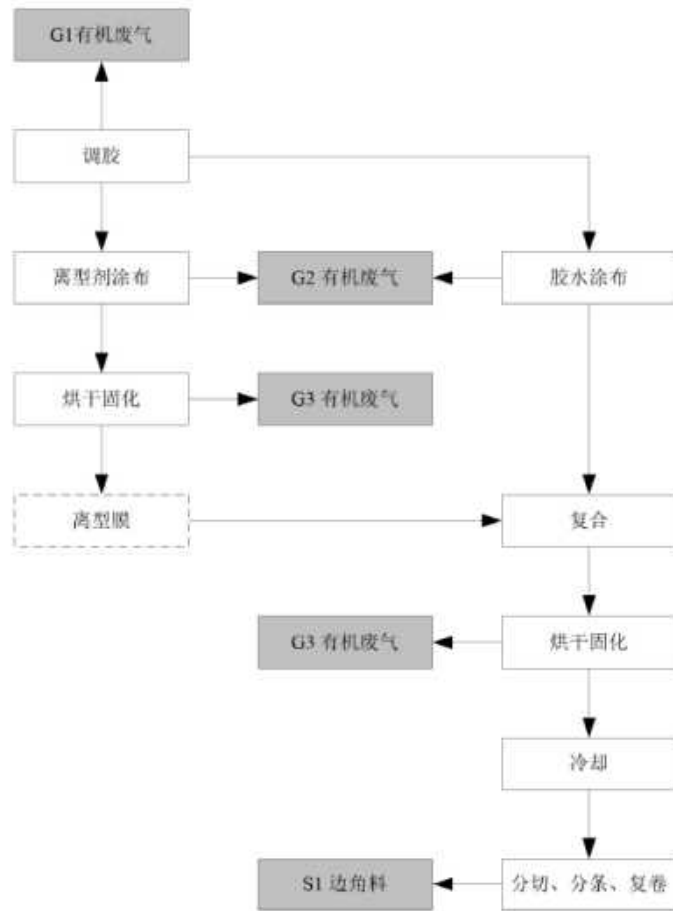 G1有机废气
调胶
离型剂涂布
G2 有机废气
胶水涂布
烘干固化
G3 有机废气
离型膜
复合
G3 有机废气
烘干固化
冷却
S1 边角料
分切、分条、复卷